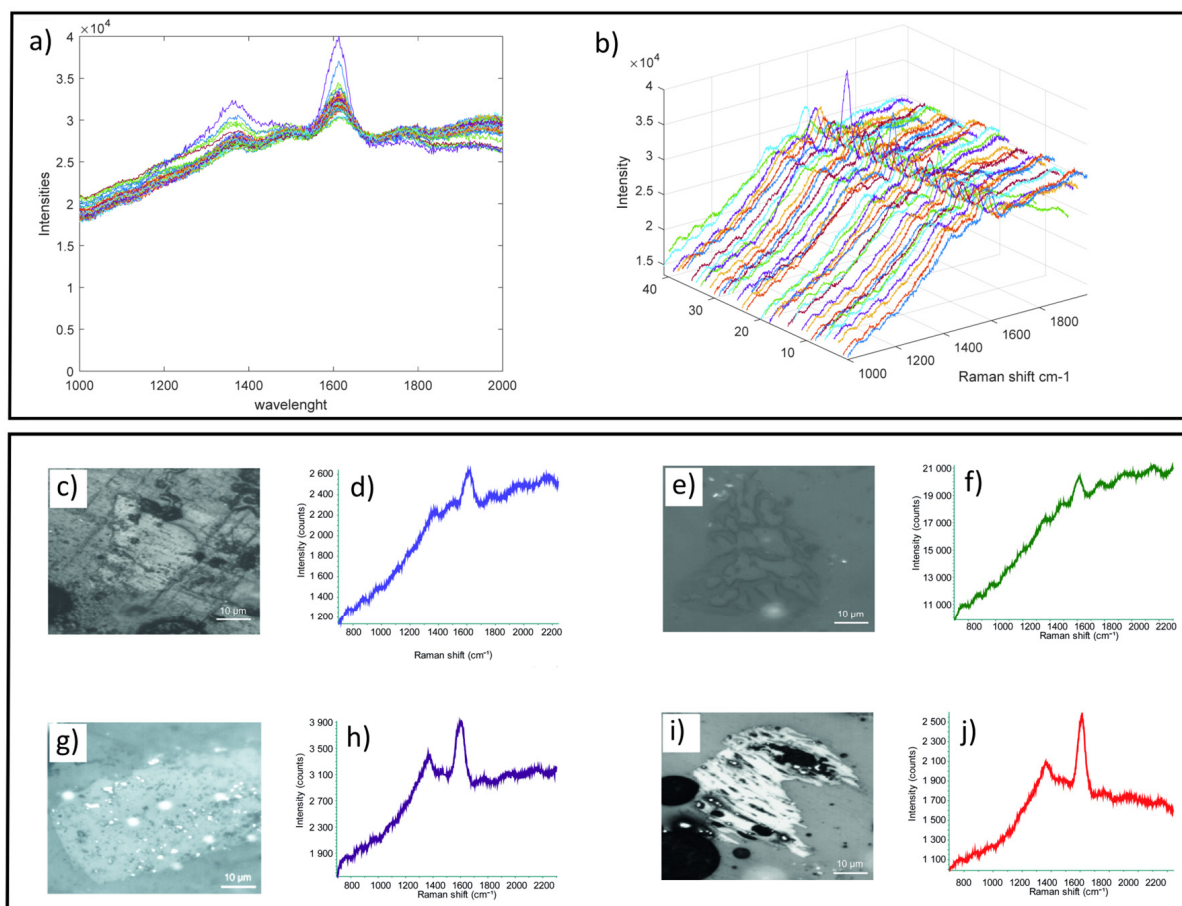 a)
×10⁴
4
3.5
3
2.5
2
1.5
1
0.5
0
Intensities
1000 1200 1400 1600 1800 2000
wavelenght
b)
×10⁴
4
3.5
3
2.5
2
1.5
Intensity
40 30 20 10
1000 1200 1400 1600 1800
Raman shift cm-1
c)
10 µm
d)
2 600
2 400
2 200
2 000
1 800
1 600
1 400
1 200
Intensity (counts)
800 1000 1200 1400 1600 1800 2000 2200
Raman shift (cm⁻¹)
e)
10 µm
f)
21 000
19 000
17 000
15 000
13 000
11 000
Intensity (counts)
800 1000 1200 1400 1600 1800 2000 2200
Raman shift (cm⁻¹)
g)
10 µm
h)
3 900
3 500
3 100
2 700
2 300
1 900
Intensity (counts)
800 1000 1200 1400 1600 1800 2000 2200
Raman shift (cm⁻¹)
i)
10 µm
j)
2 500
2 300
2 100
1 900
1 700
1 500
1 300
1 100
Intensity (counts)
800 1000 1200 1400 1600 1800 2000 2200
Raman shift (cm⁻¹)